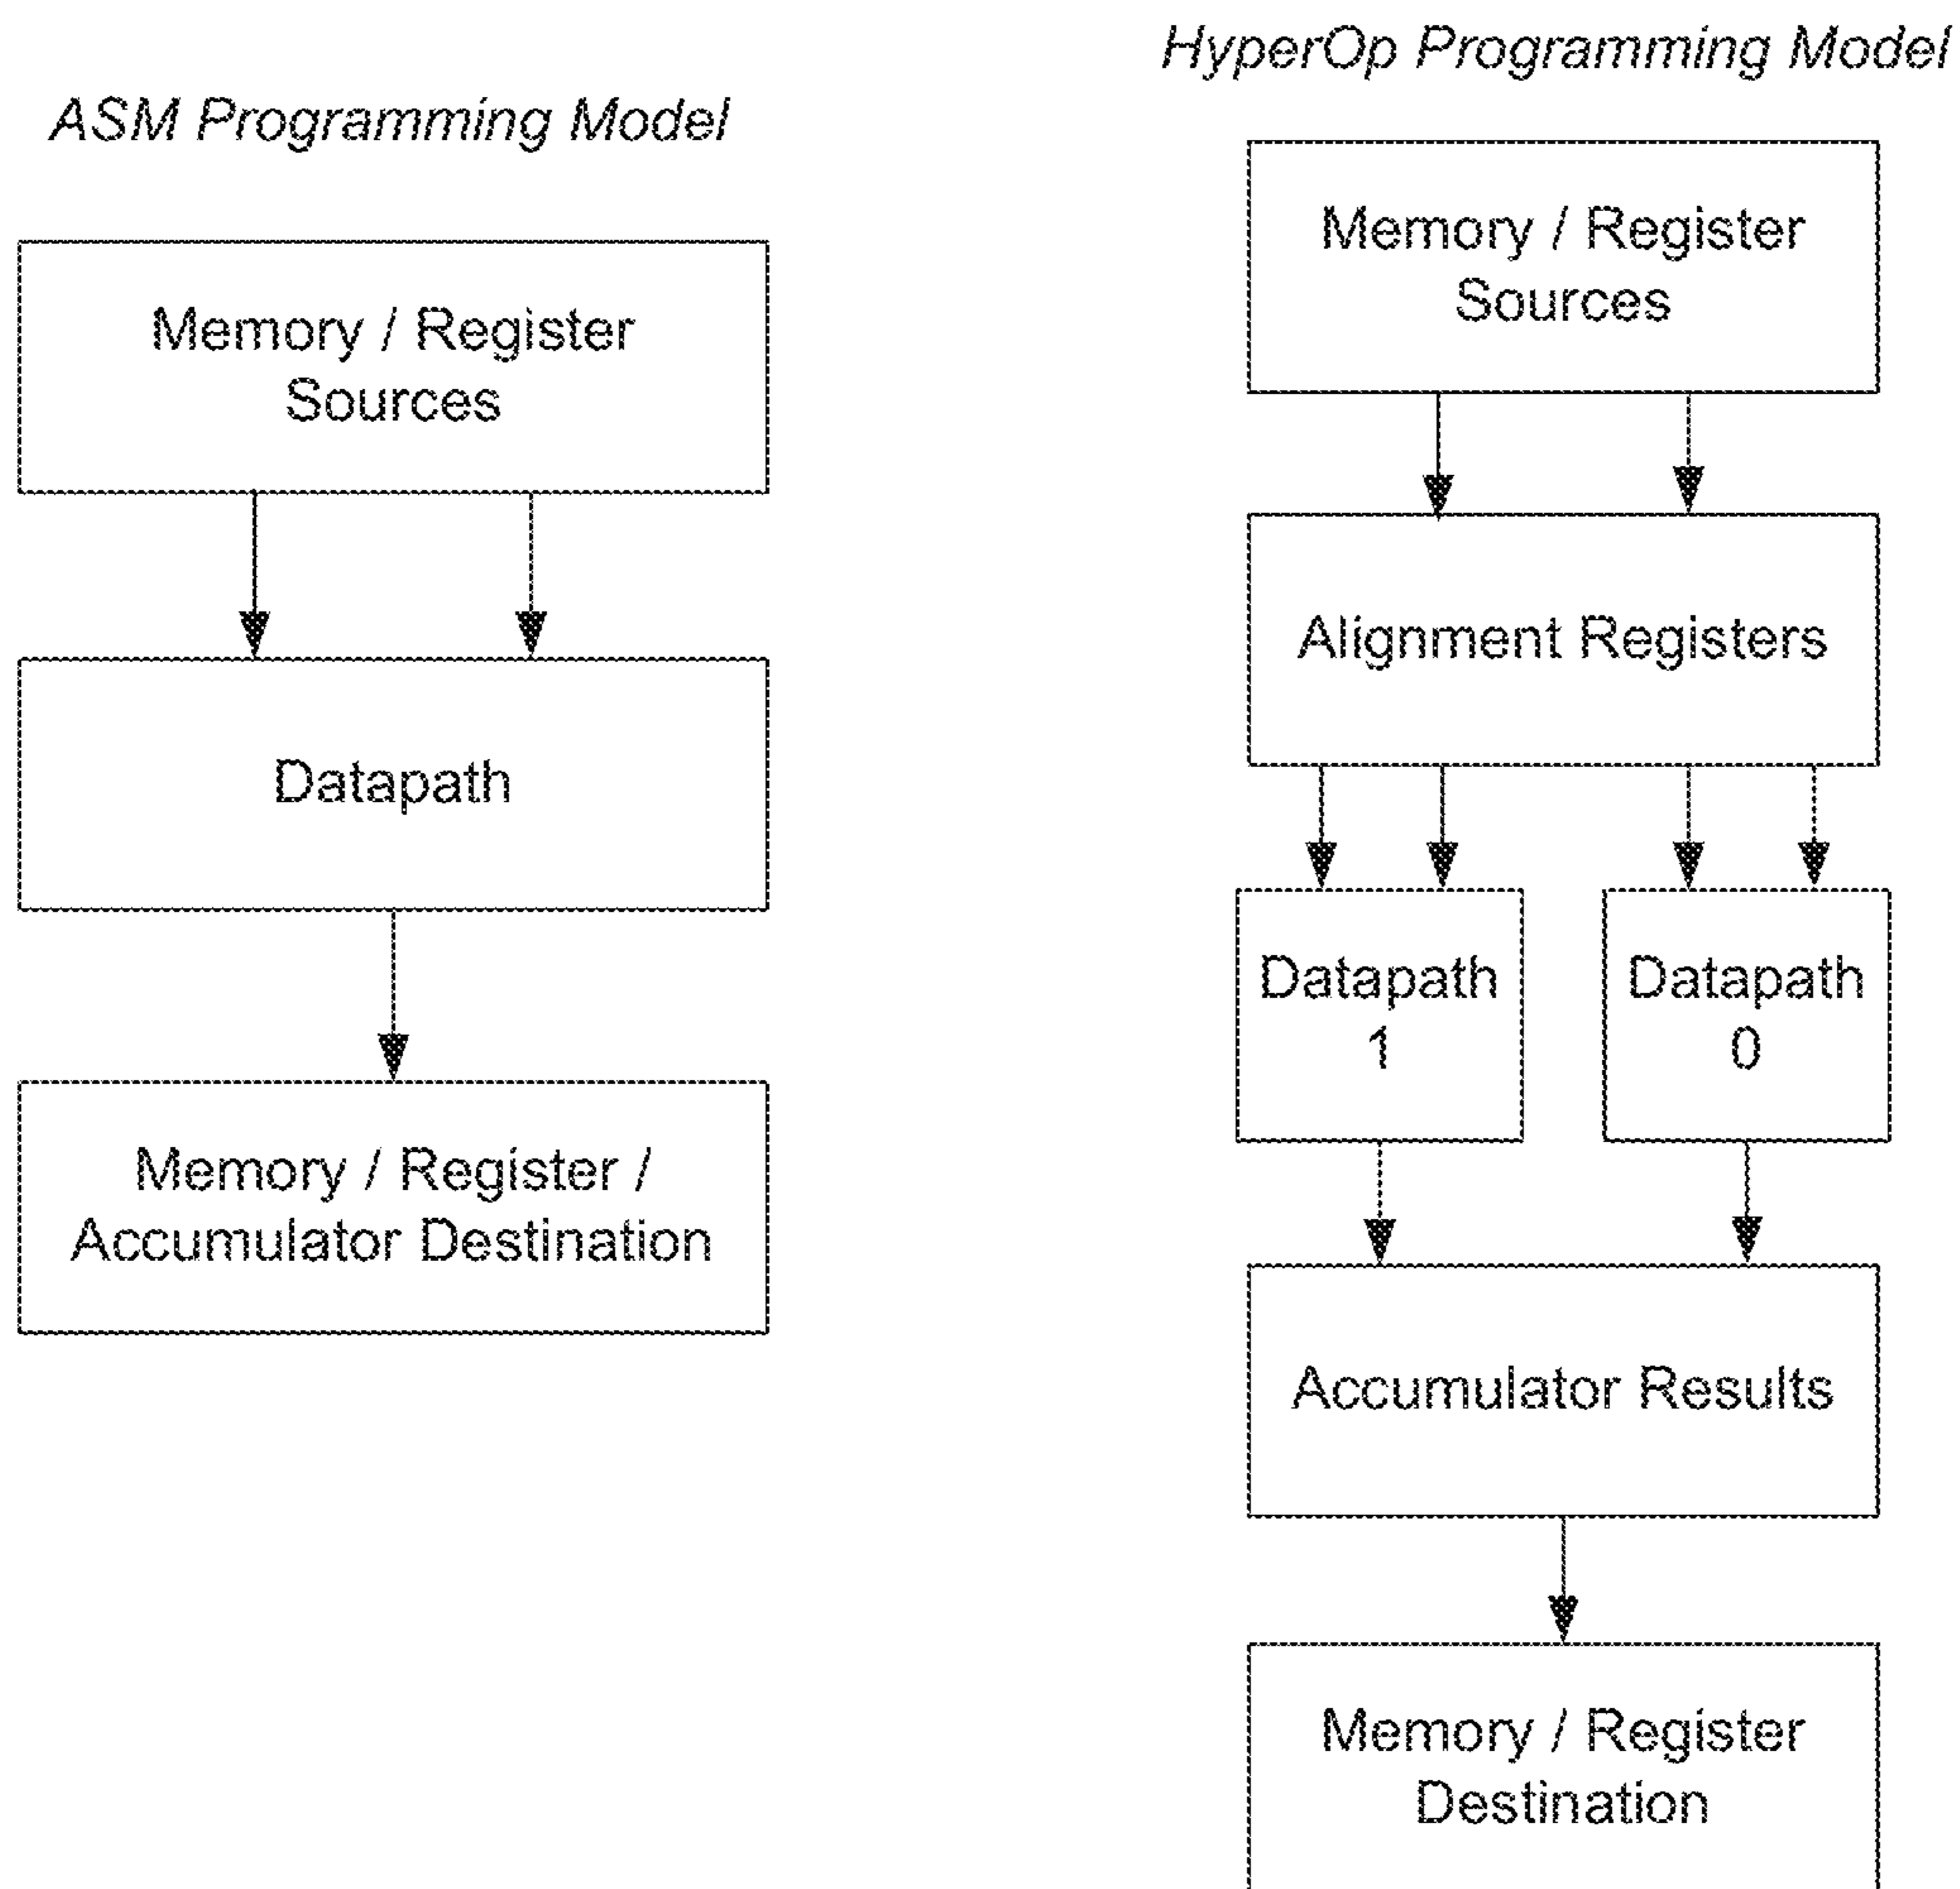 ASM Programming Model
Memory / Register
Sources
Datapath
Memory / Register /
Accumulator Destination
HyperOp Programming Model
Memory / Register
Sources
Alignment Registers
Datapath
1
Datapath
0
Accumulator Results
Memory / Register
Destination